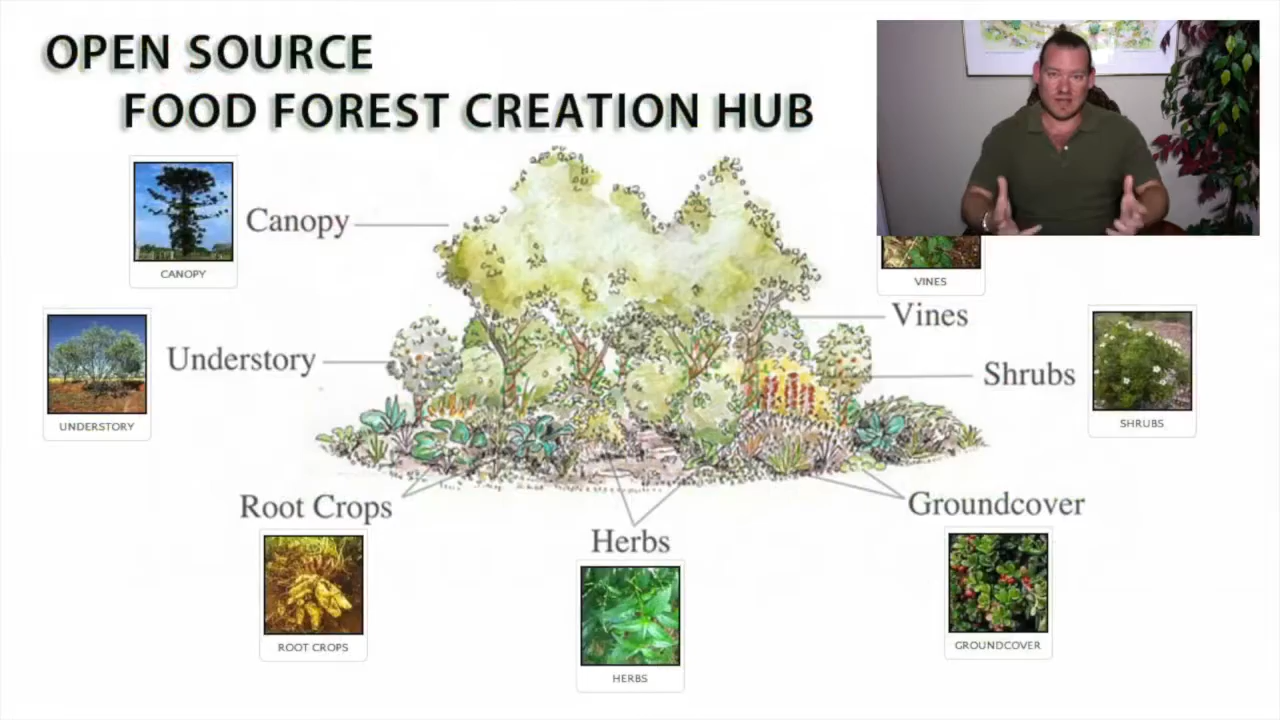 OPEN SOURCE
FOOD FOREST CREATION HUB
CANOPY
Canopy
VINES
Vines
UNDERSTORY
Understory
Shrubs
SHRUBS
Root Crops
ROOT CROPS
Herbs
HERBS
Groundcover
GROUNDCOVER